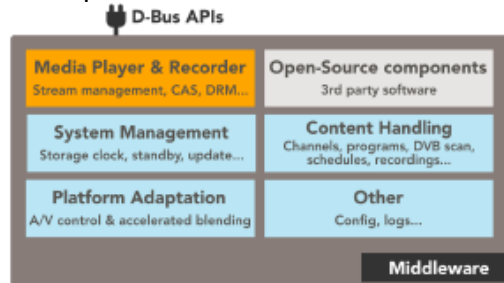 D-Bus APIs
Media Player & Recorder
Stream management, CAS, DRM...
Open-Source components
3rd party software
System Management
Storage clock, standby, update...
Content Handling
Channels, programs, DVB scan,
schedules, recordings...
Platform Adaptation
A/V control & accelerated blending
Other
Config, logs...
Middleware